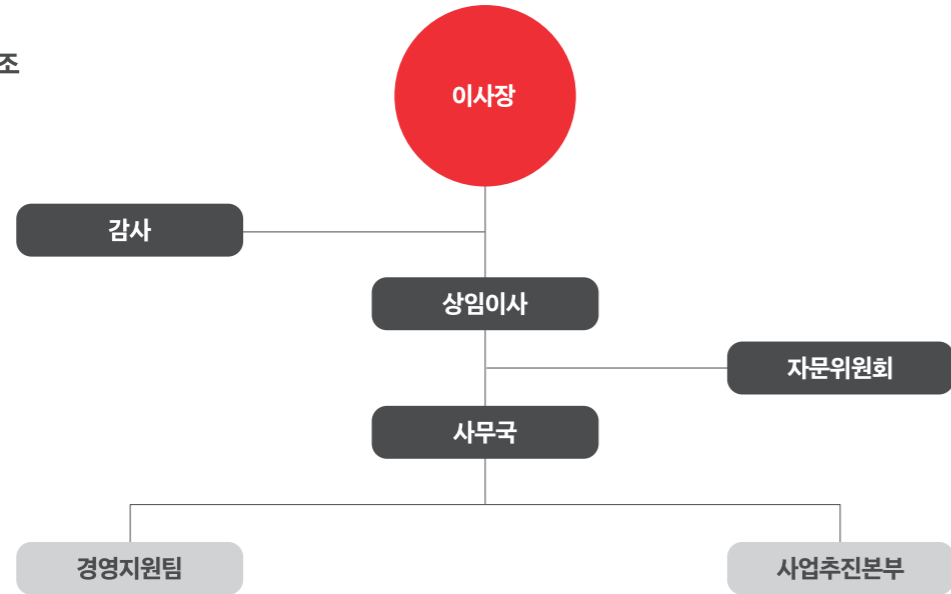 조
이사장
감사
상임이사
자문위원회
사무국
경영지원팀
사업추진본부